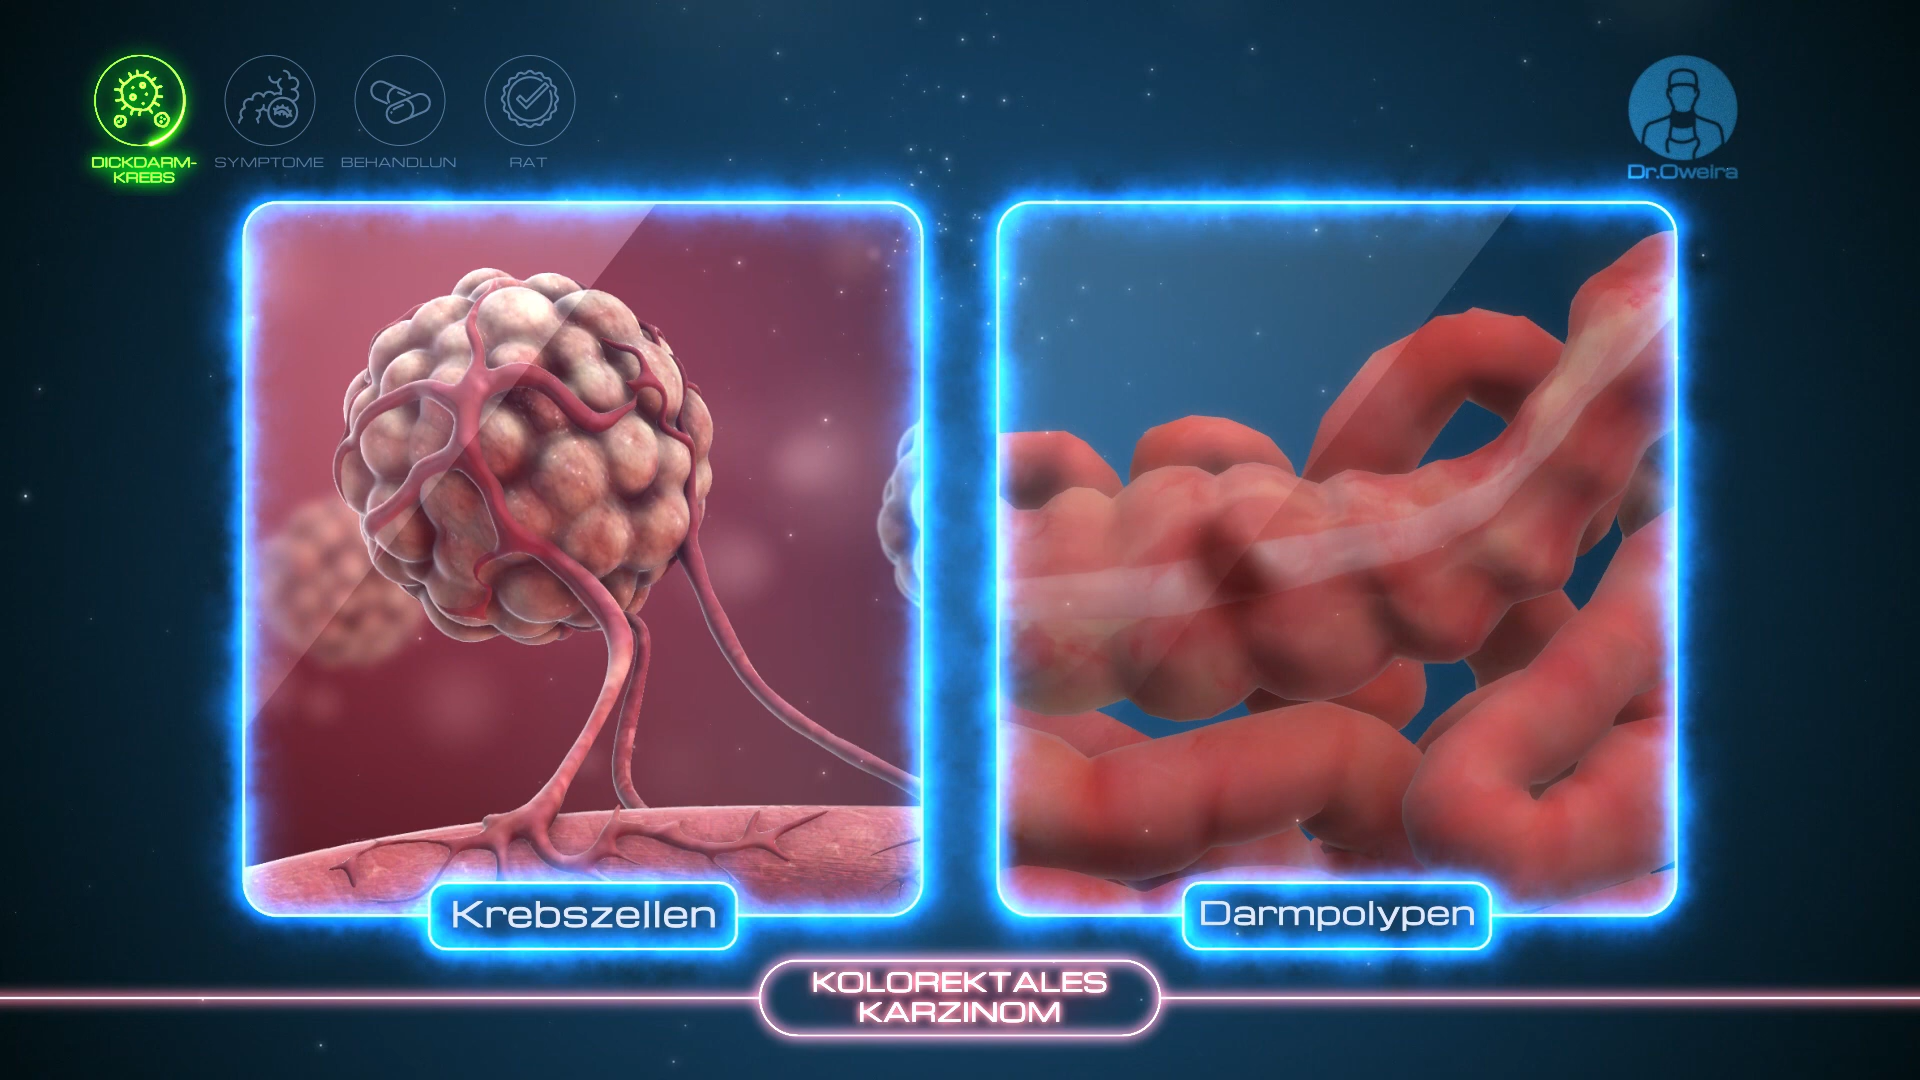 DICKDARM-
KREBS
SYMPTOME
BEHANDLUN
RAT
Dr.Oweira
Krebszellen
Darmpolypen
KOLOREKTALES
KARZINOM